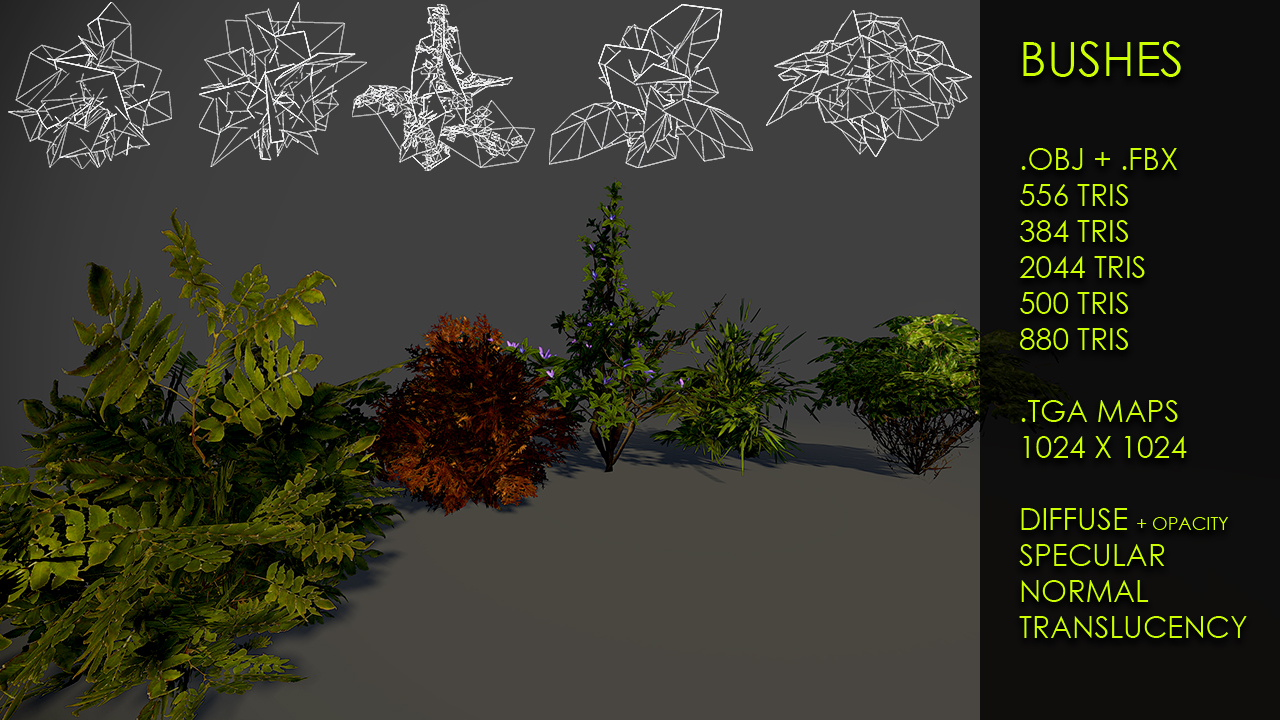 BUSHES
.OBJ + .FBX
556 TRIS
384 TRIS
2044 TRIS
500 TRIS
880 TRIS
.TGA MAPS
1024 X 1024
DIFFUSE + OPACITY
SPECULAR
NORMAL
TRANSLUCENCY